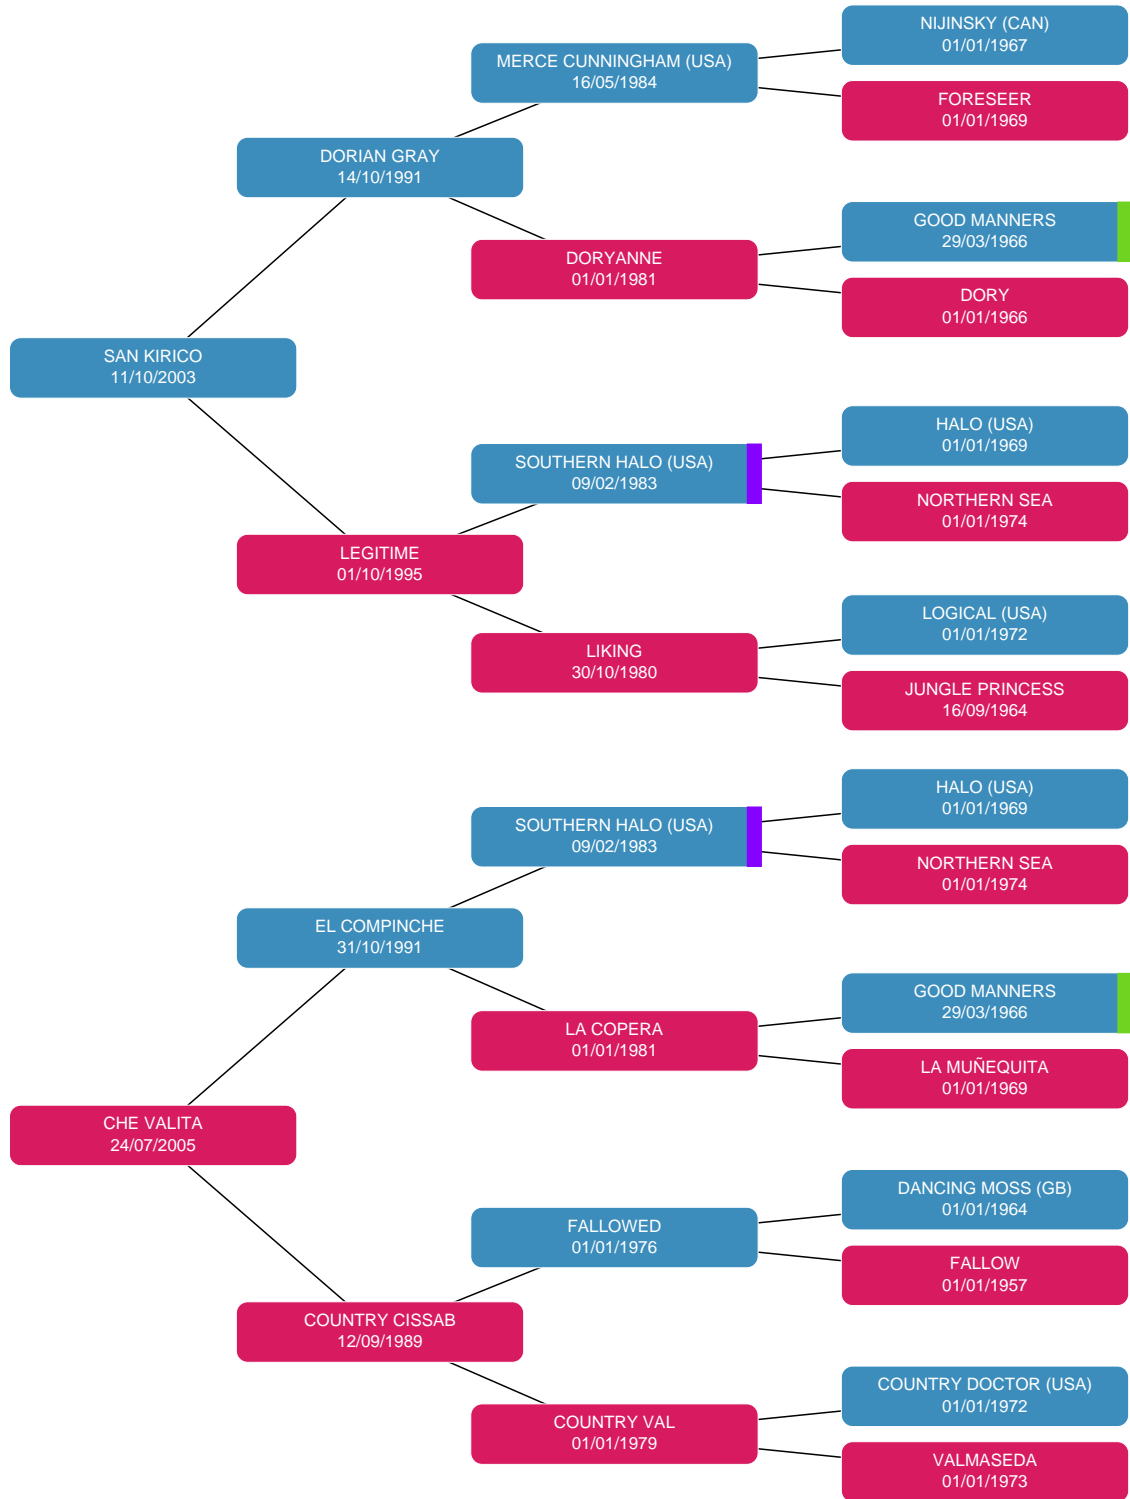 NIJINSKY (CAN)
01/01/1967
MERCE CUNNINGHAM (USA)
16/05/1984
FORESEER
01/01/1969
DORIAN GRAY
14/10/1991
GOOD MANNERS
29/03/1966
DORYANNE
01/01/1981
DORY
01/01/1966
SAN KIRICO
11/10/2003
HALO (USA)
01/01/1969
SOUTHERN HALO (USA)
09/02/1983
NORTHERN SEA
01/01/1974
LEGITIME
01/10/1995
LOGICAL (USA)
01/01/1972
LIKING
30/10/1980
JUNGLE PRINCESS
16/09/1964
HALO (USA)
01/01/1969
SOUTHERN HALO (USA)
09/02/1983
NORTHERN SEA
01/01/1974
EL COMPINCHE
31/10/1991
GOOD MANNERS
29/03/1966
LA COPERA
01/01/1981
LA MUÑEQUITA
01/01/1969
CHE VALITA
24/07/2005
DANCING MOSS (GB)
01/01/1964
FALLOWED
01/01/1976
FALLOW
01/01/1957
COUNTRY CISSAB
12/09/1989
COUNTRY DOCTOR (USA)
01/01/1972
COUNTRY VAL
01/01/1979
VALMASEDA
01/01/1973